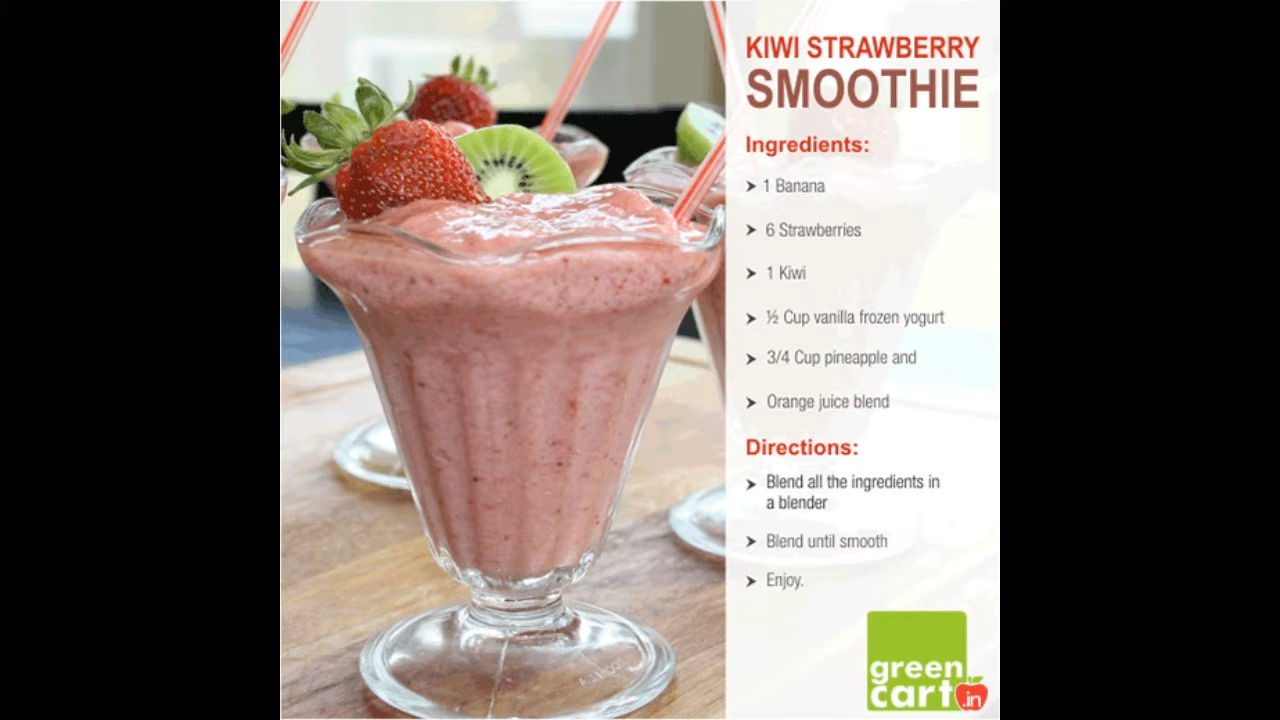 KIWI STRAWBERRY
SMOOTHIE
Ingredients:
➤ 1 Banana
➤ 6 Strawberries
➤ 1 Kiwi
➤ ½ Cup vanilla frozen yogurt
➤ 3/4 Cup pineapple and
➤ Orange juice blend
Directions:
➤ Blend all the ingredients in
a blender
➤ Blend until smooth
➤ Enjoy.
green
cart.in